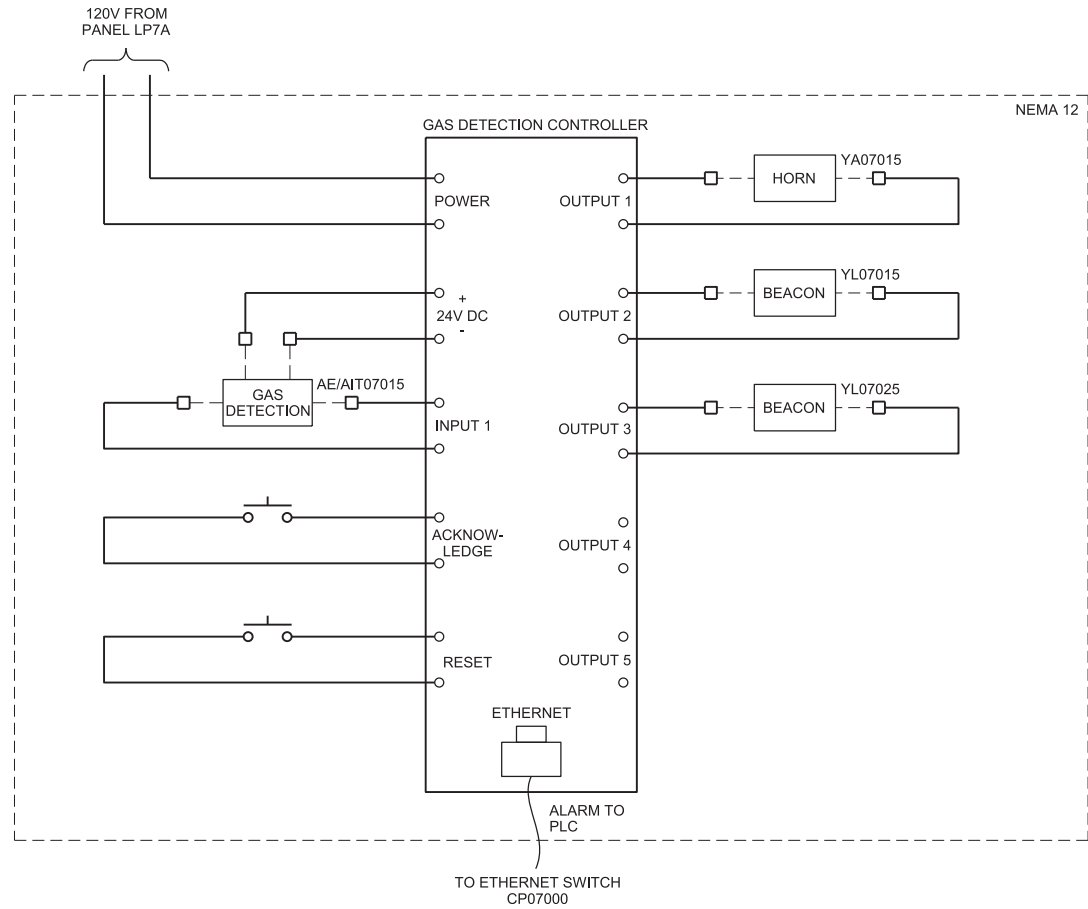 120V FROM
PANEL LP7A
NEMA 12
GAS DETECTION CONTROLLER
POWER
+
24V DC
-
GAS
DETECTION
AE/AIT07015
INPUT 1
ACKNOW-
LEDGE
RESET
OUTPUT 1
HORN
YA07015
OUTPUT 2
BEACON
YL07015
OUTPUT 3
BEACON
YL07025
OUTPUT 4
OUTPUT 5
ETHERNET
ALARM TO
PLC
TO ETHERNET SWITCH
CP07000